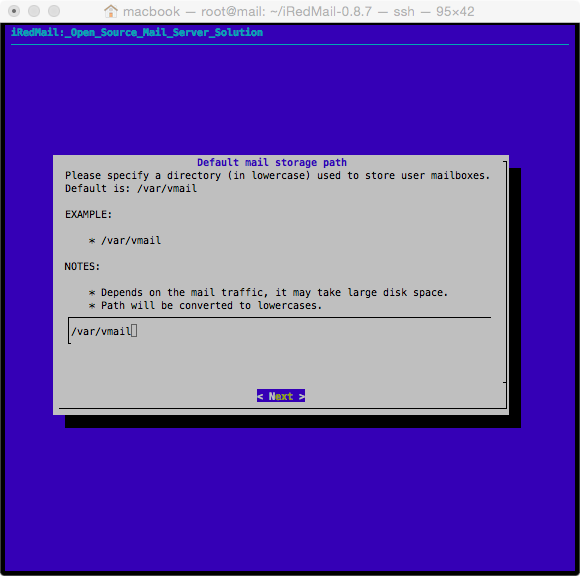 macbook — root@mail: ~/iRedMail-0.8.7 — ssh — 95×42
iRedMail:_Open_Source_Mail_Server_Solution
Default mail storage path
Please specify a directory (in lowercase) used to store user mailboxes.
Default is: /var/vmail
EXAMPLE:
* /var/vmail
NOTES:
* Depends on the mail traffic, it may take large disk space.
* Path will be converted to lowercases.
/var/vmail
< Next >